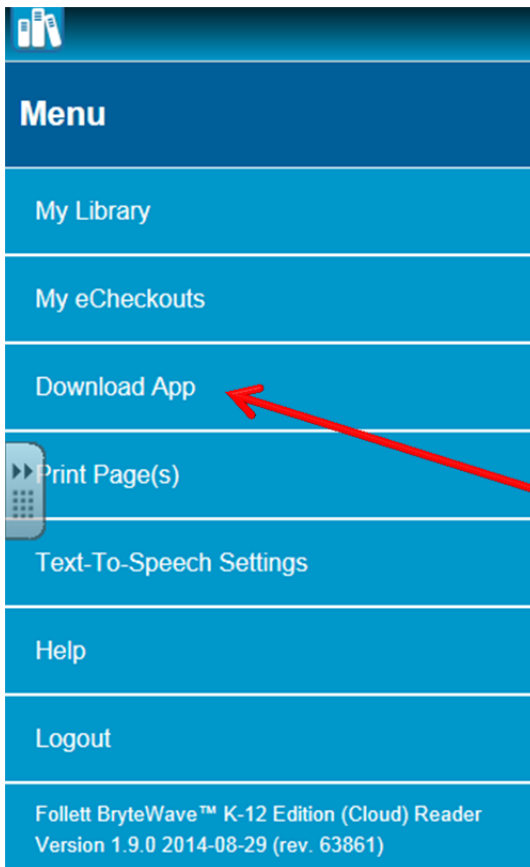 Menu
My Library
My eCheckouts
Download App
Print Page(s)
Text-To-Speech Settings
Help
Logout
Follett BryteWave™ K-12 Edition (Cloud) Reader
Version 1.9.0 2014-08-29 (rev. 63861)